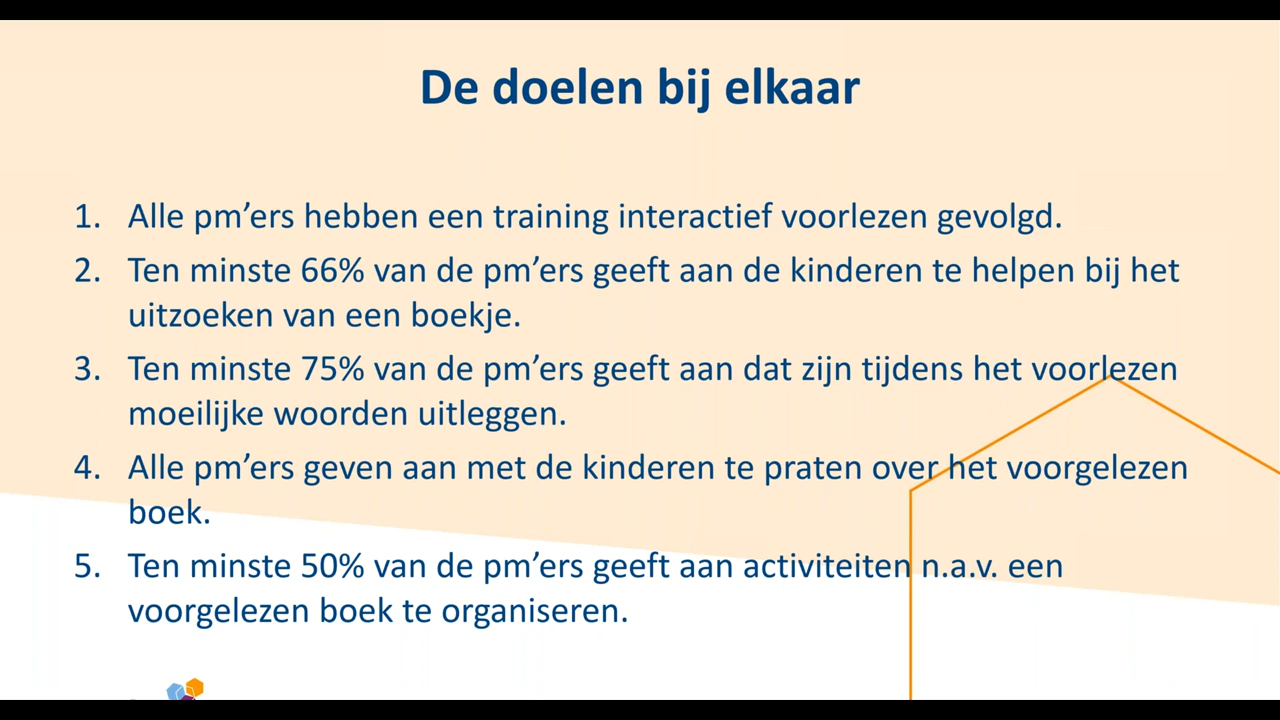 De doelen bij elkaar
1. Alle pm’ers hebben een training interactief voorlezen gevolgd.
2. Ten minste 66% van de pm’ers geeft aan de kinderen te helpen bij het
uitzoeken van een boekje.
3. Ten minste 75% van de pm’ers geeft aan dat zijn tijdens het voorlezen
moeilijke woorden uitleggen.
4. Alle pm’ers geven aan met de kinderen te praten over het voorgelezen
boek.
5. Ten minste 50% van de pm’ers geeft aan activiteiten n.a.v. een
voorgelezen boek te organiseren.